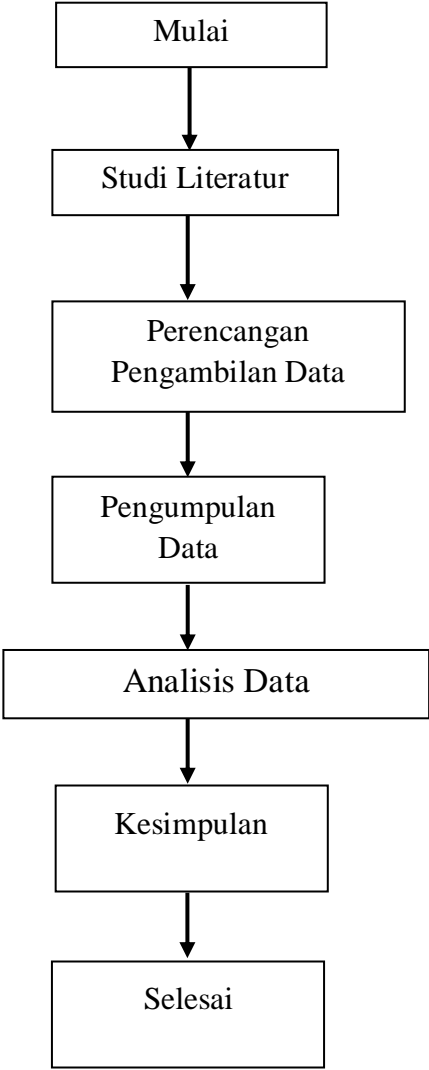 Mulai
Studi Literatur
Perencangan
Pengambilan Data
Pengumpulan
Data
Analisis Data
Kesimpulan
Selesai